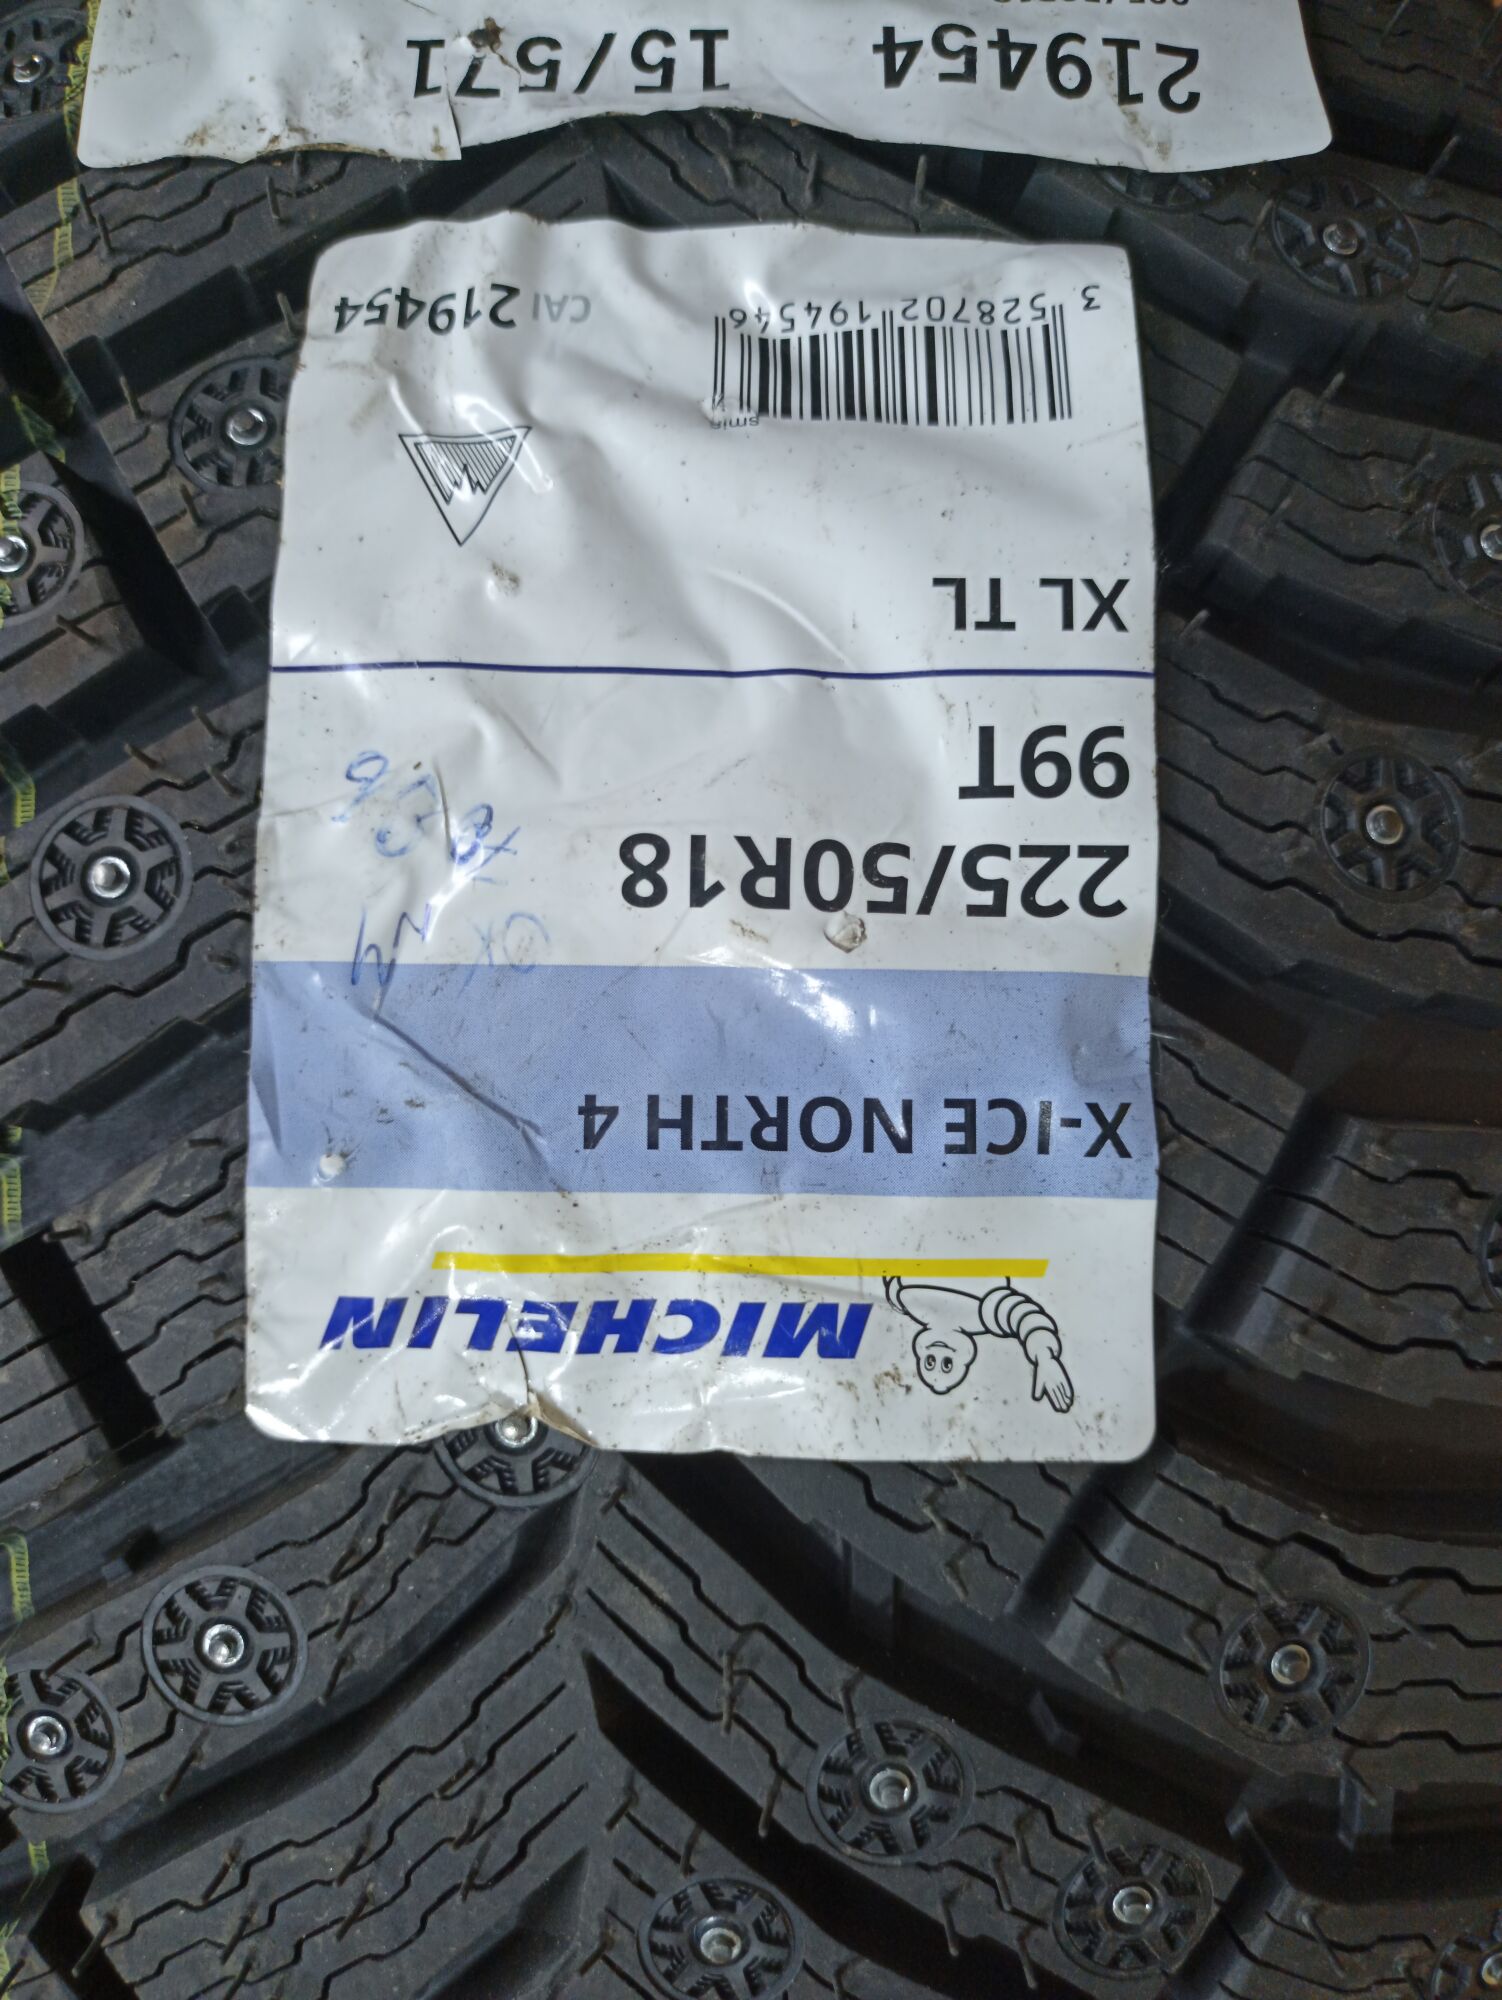 MICHELIN
X-ICE NORTH 4
225/50R18
99T
XL TL
3 528702 194546
CAI 219454
219454 15/571